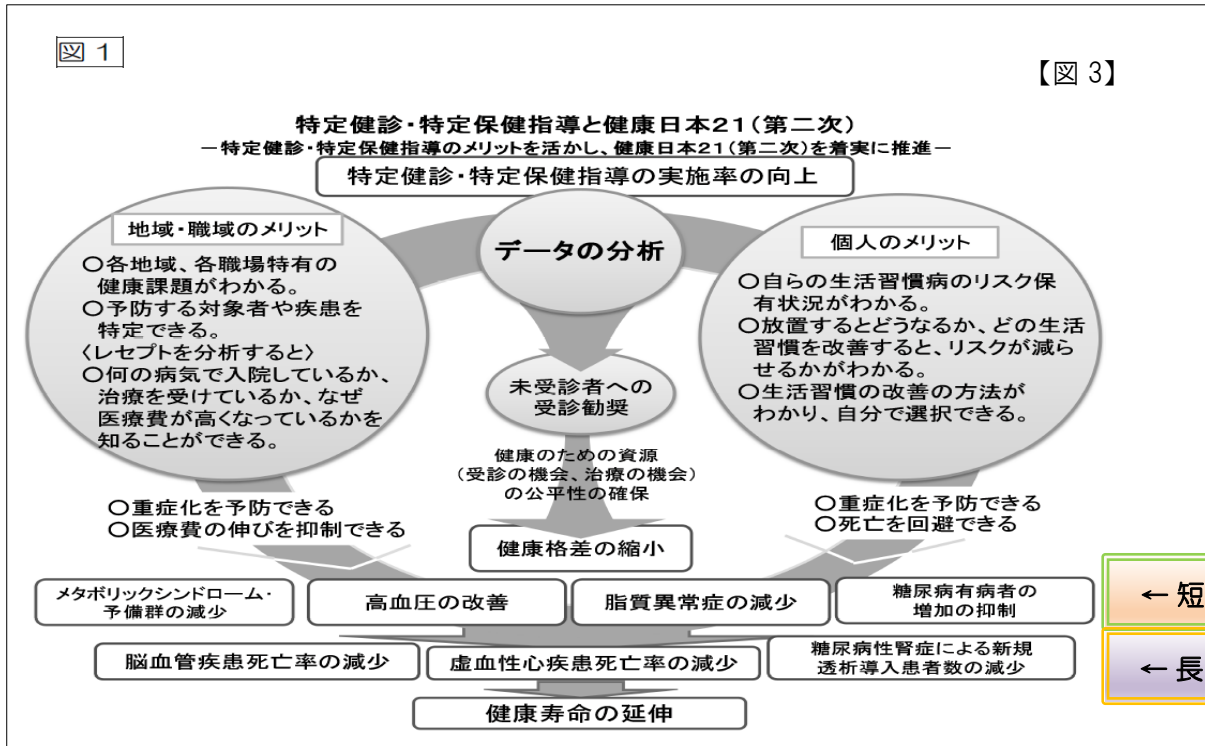 図 1
【図 3】
特定健診・特定保健指導と健康日本21(第二次)
－特定健診・特定保健指導のメリットを活かし、健康日本21(第二次)を着実に推進－
特定健診・特定保健指導の実施率の向上
地域・職域のメリット
○各地域、各職場特有の
健康課題がわかる。
○予防する対象者や疾患を
特定できる。
〈レセプトを分析すると〉
○何の病気で入院しているか、
治療を受けているか、なぜ
医療費が高くなっているかを
知ることができる。
データの分析
個人のメリット
○自らの生活習慣病のリスク保
有状況がわかる。
○放置するとどうなるか、どの生活
習慣を改善すると、リスクが減ら
せるかがわかる。
○生活習慣の改善の方法が
わかり、自分で選択できる。
未受診者への
受診勧奨
健康のための資源
(受診の機会、治療の機会)
の公平性の確保
○重症化を予防できる
○医療費の伸びを抑制できる
○重症化を予防できる
○死亡を回避できる
健康格差の縮小
メタボリックシンドローム・
予備群の減少
高血圧の改善
脂質異常症の減少
糖尿病有病者の
増加の抑制
←短
脳血管疾患死亡率の減少
虚血性心疾患死亡率の減少
糖尿病性腎症による新規
透析導入患者数の減少
←長
健康寿命の延伸